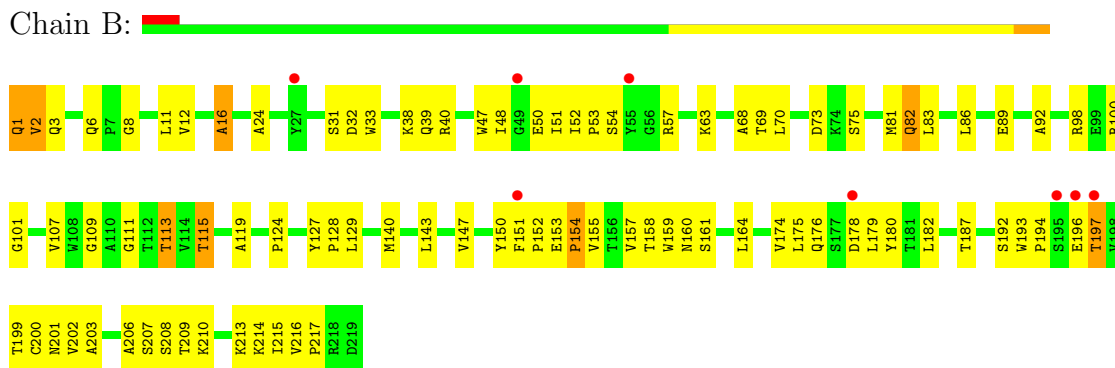 Chain B:
Q1 V2 Q3 Q6 P7 G8 L11 V12 A16 A24 Y27 S31 D32 W33 K38 Q39 R40 W47 I48 G49 E50 I51 I52 P53 S54 Y55 G56 R57 K63 A68 T69 L70 D73 K74 S75 M81 Q82 L83 L86 E89 A92 R98 E99
G101 V107 W108 G109 A110 G111 T112 T113 V114 T115 A119 P124 Y127 P128 L129 M140 L143 V147 Y150 F151 P152 E153 P154 V155 T156 V157 T158 W159 N160 S161 L164 V174 L175 Q176 S177 D178 L179 Y180 T181 L182 T187 S192 W193 P194 S195 E196 T197 V198
T199 C200 N201 V202 A203 A206 S207 S208 T209 K210 K213 K214 I215 V216 P217 R218 D219